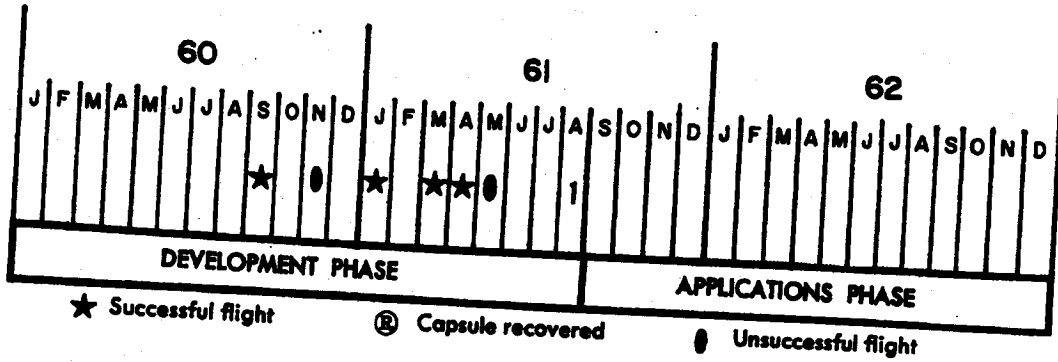 60 61 62
J F M A M J J A S O N D J F M A M J J A S O N D J F M A M J J A S O N D
1
DEVELOPMENT PHASE APPLICATIONS PHASE
Successful flight ® Capsule recovered Unsuccessful flight